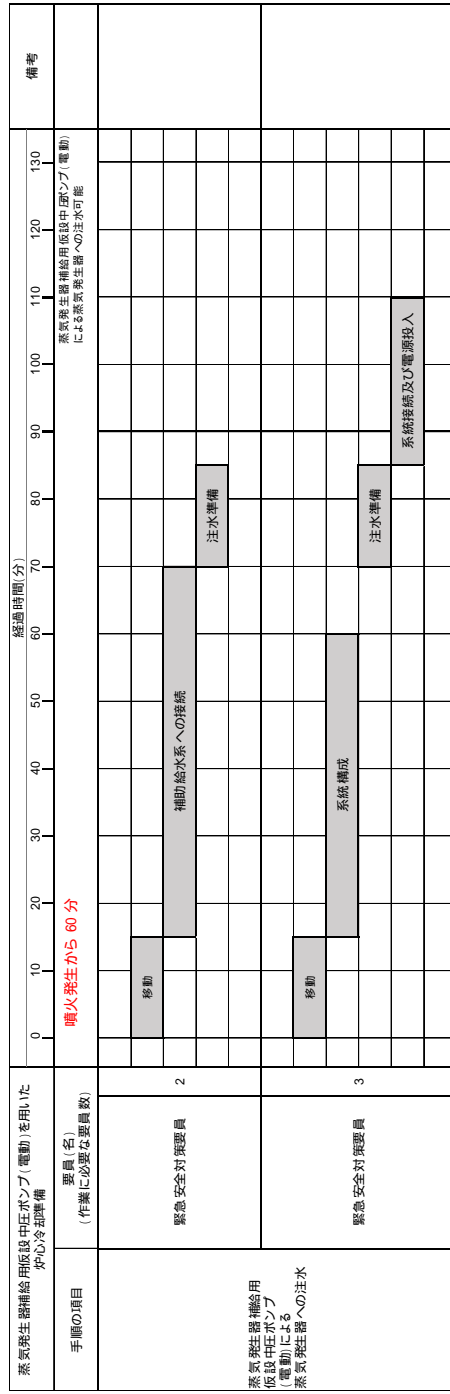 蒸気発生器補給用仮設中圧ポンプ(電動)を用いた
炉心冷却準備
経過時間(分)
備考
手順の項目
要員(名)
(作業に必要な要員数)
0 10 20 30 40 50 60 70 80 90 100 110 120 130
噴火発生から 60 分
蒸気発生器補給用仮設中圧ポンプ(電動)
による蒸気発生器への注水可能
蒸気発生器補給用
仮設中圧ポンプ
(電動)による
蒸気発生器への注水
緊急安全対策要員
2
移動
補助給水系への接続
注水準備
緊急安全対策要員
3
移動
系統構成
注水準備
系統接続及び電源投入